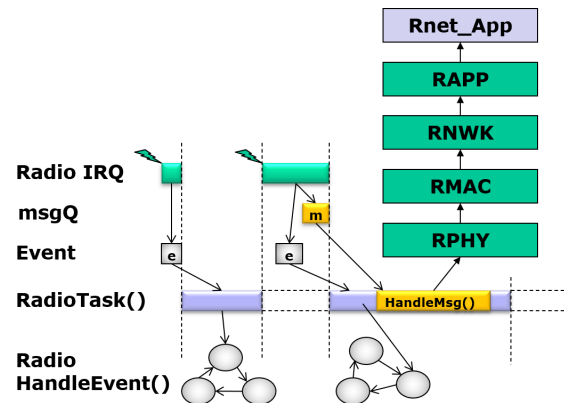 Rnet_App
RAPP
RNWK
RMAC
RPHY
Radio IRQ
msgQ
m
Event
e
e
RadioTask()
HandleMsg()
Radio
HandleEvent()